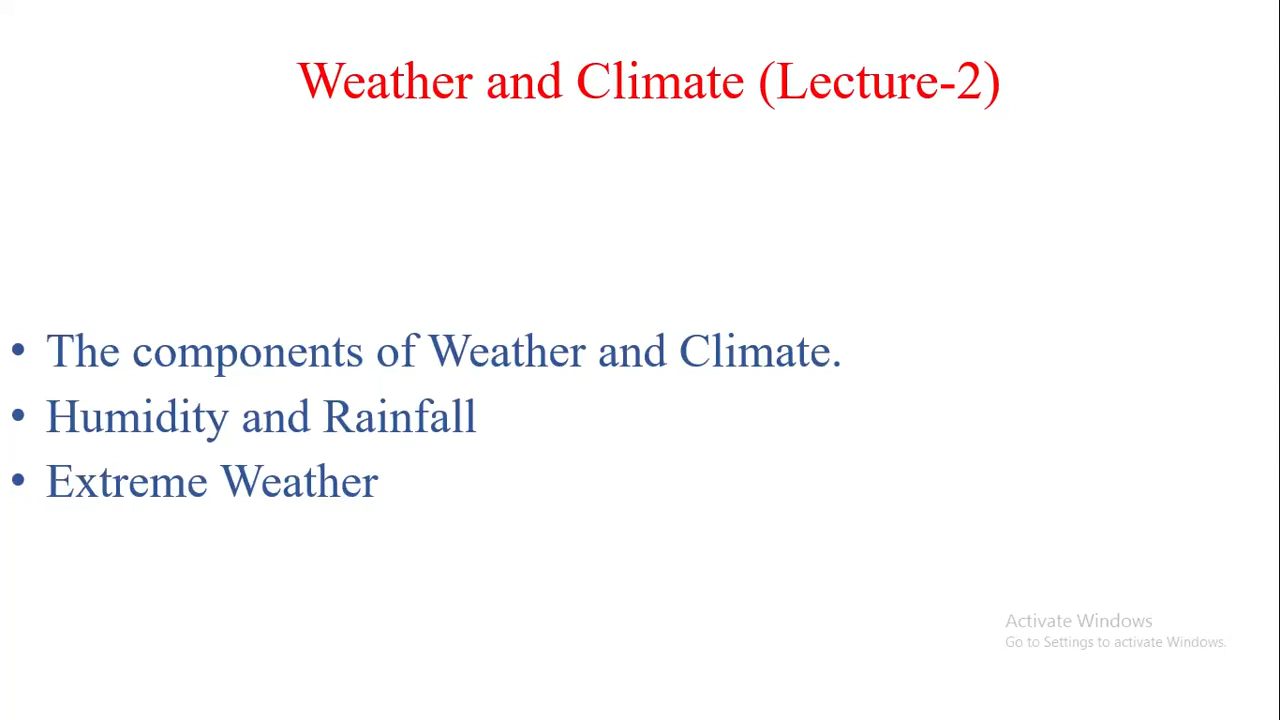 Weather and Climate (Lecture-2)
• The components of Weather and Climate.
• Humidity and Rainfall
• Extreme Weather
Activate Windows
Go to Settings to activate Windows.